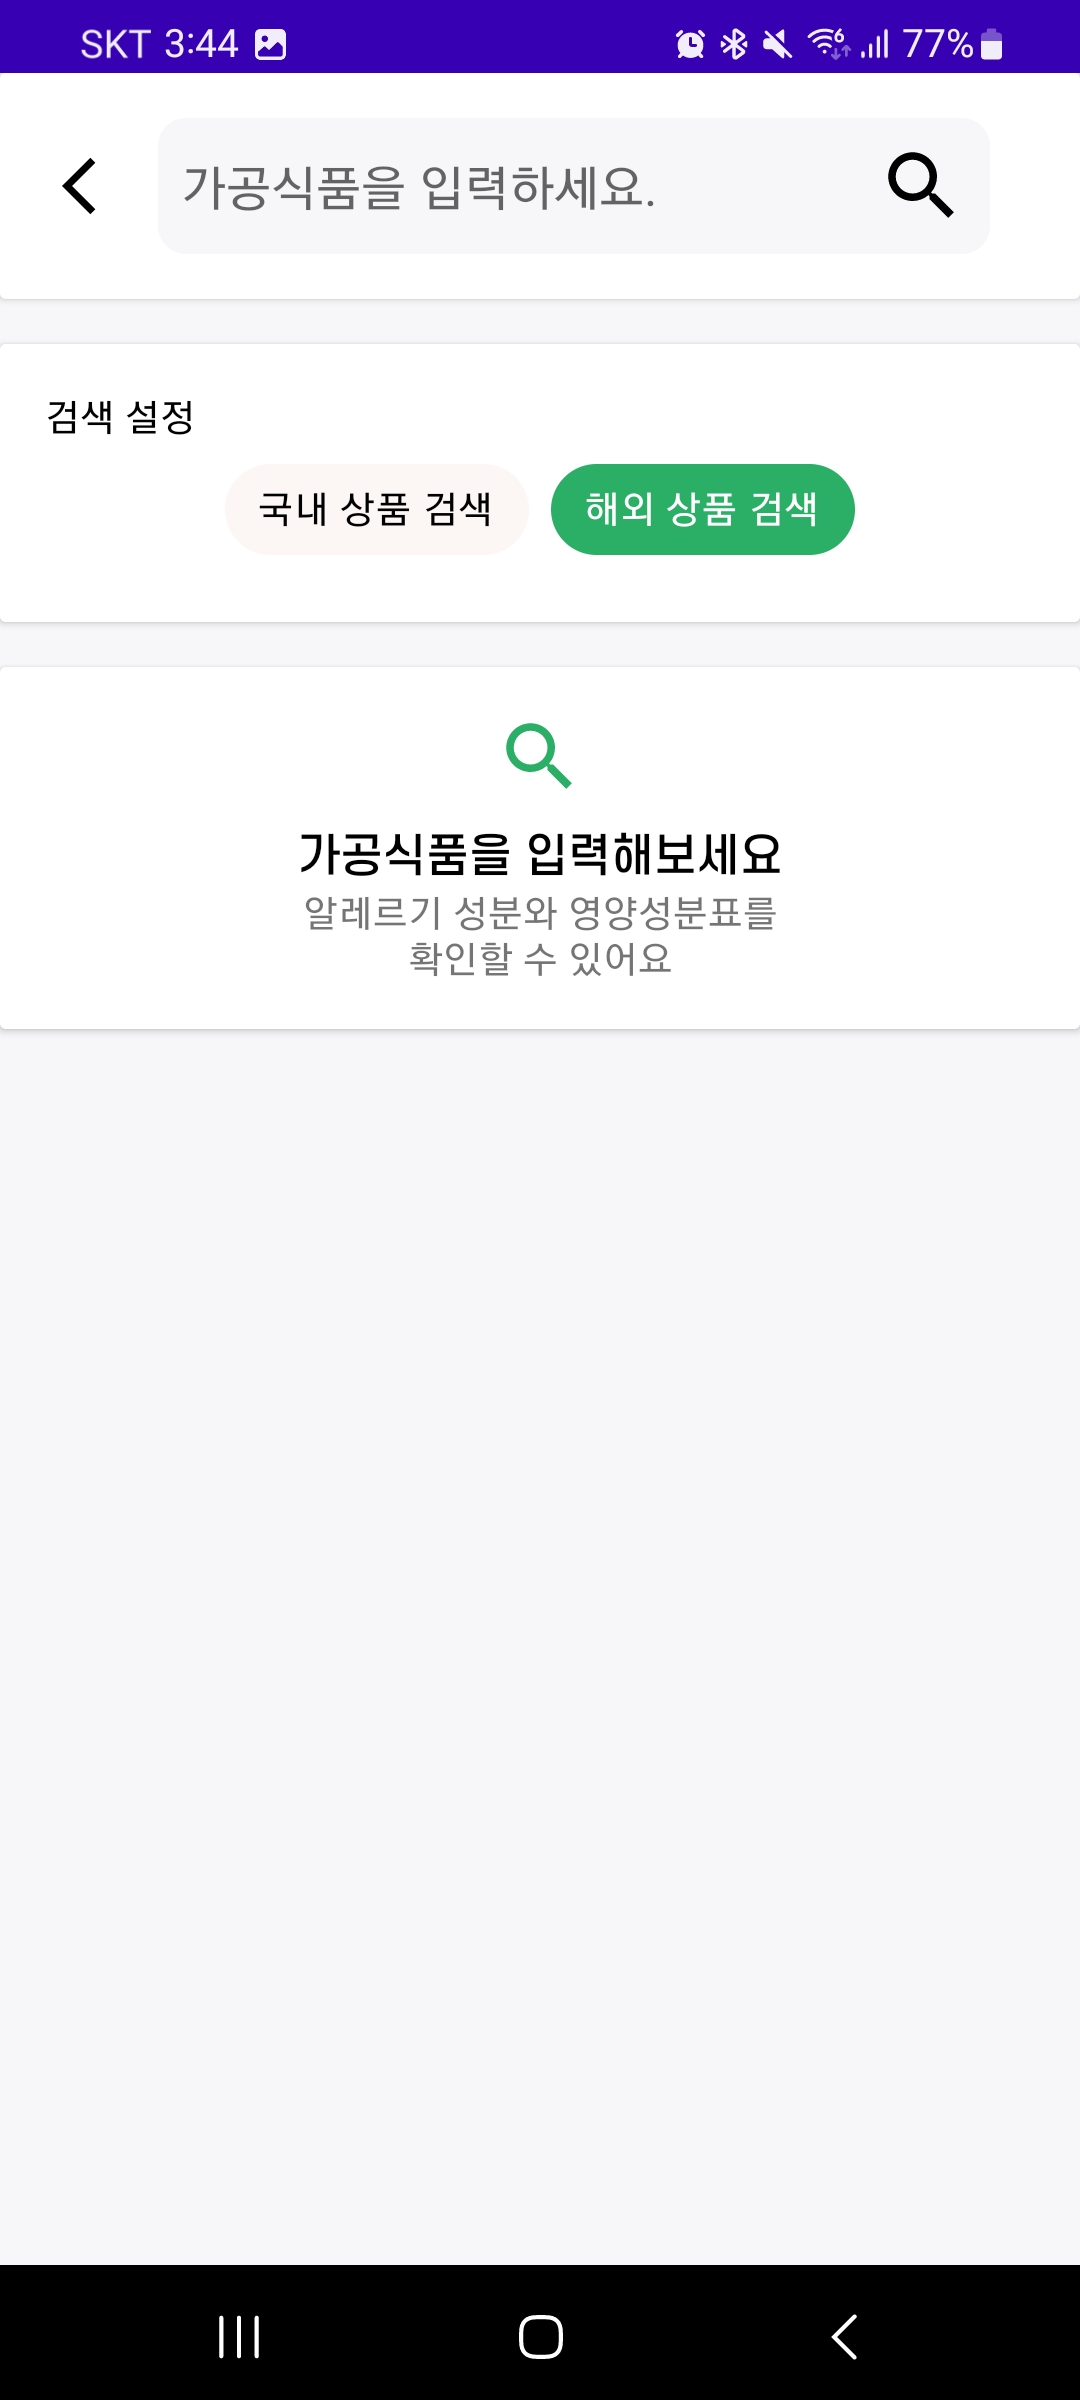 SKT 3:44 77%
가공식품을 입력하세요.
검색 설정
국내 상품 검색 해외 상품 검색
가공식품을 입력해보세요
알레르기 성분와 영양성분표를
확인할 수 있어요